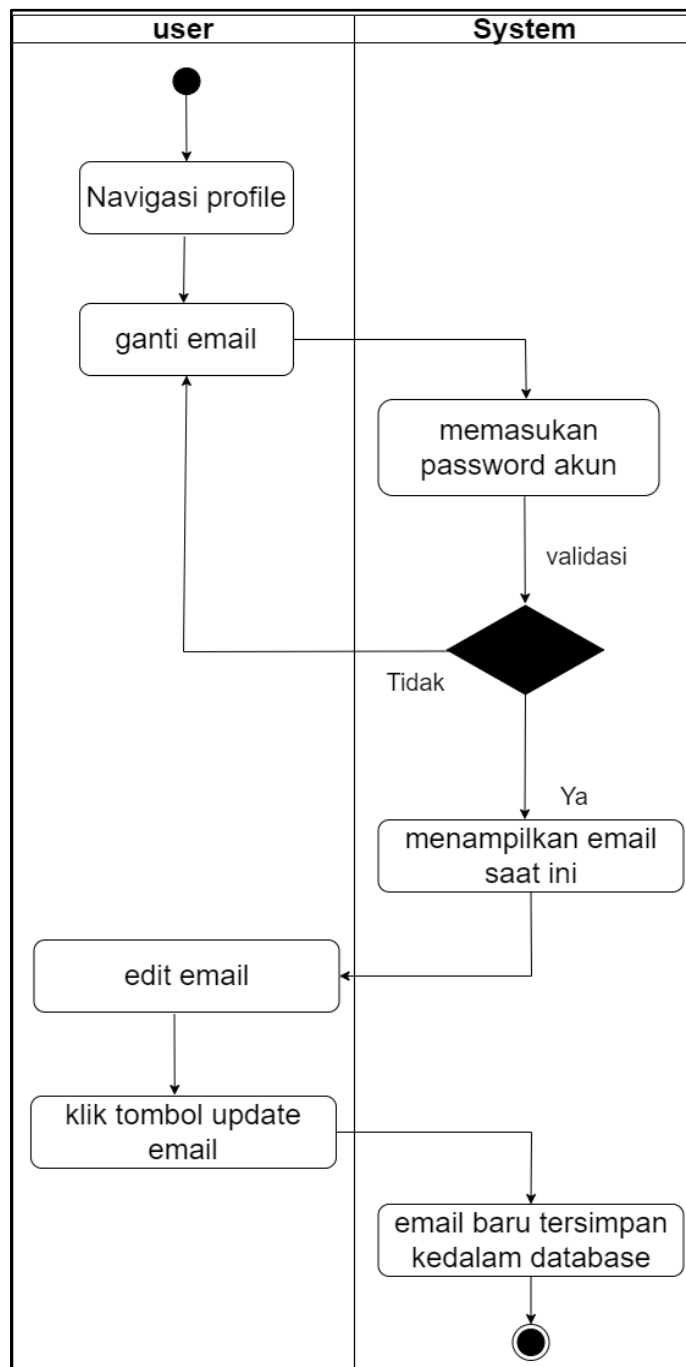 user
System
Navigasi profile
ganti email
memasukan
password akun
validasi
Tidak
Ya
menampilkan email
saat ini
edit email
klik tombol update
email
email baru tersimpan
kedalam database